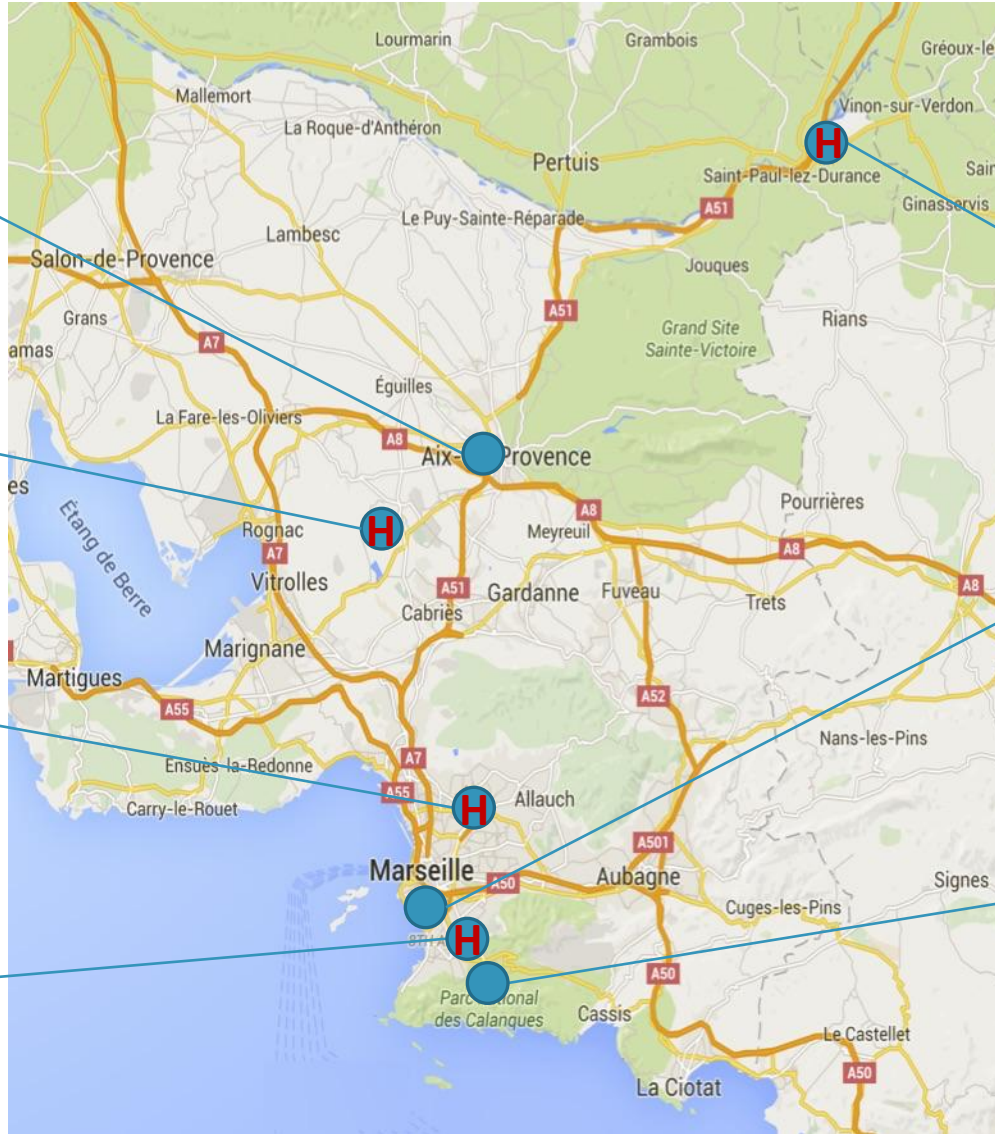 Lourmarin
Grambois
Gréoux-le
Mallemort
Vinon-sur-Verdon
La Roque-d'Anthéron
H
Pertuis
Saint-Paul-lez-Durance
Sain
Le Puy-Sainte-Réparade
A51
Ginasservis
Lambesc
Salon-de-Provence
Jouques
Grans
A51
Rians
A7
Grand Site
Sainte-Victoire
amas
Éguilles
La Fare-les-Oliviers
A8
Aix- Provence
es
Pourrières
A8
Étang de Berre
Rognac
H
Meyreuil
A7
A8
Vitrolles
A51
Gardanne
Fuveau
A8
Cabriès
Trets
Marignane
Martigues
A52
A55
Nans-les-Pins
A7
Ensuès-la-Redonne
A55
Allauch
Carry-le-Rouet
H
A501
Marseille
A50
Aubagne
Signes
Cuges-les-Pins
8TH A
H
A50
Parc National
des Calanques
Cassis
Le Castellet
A50
La Ciotat